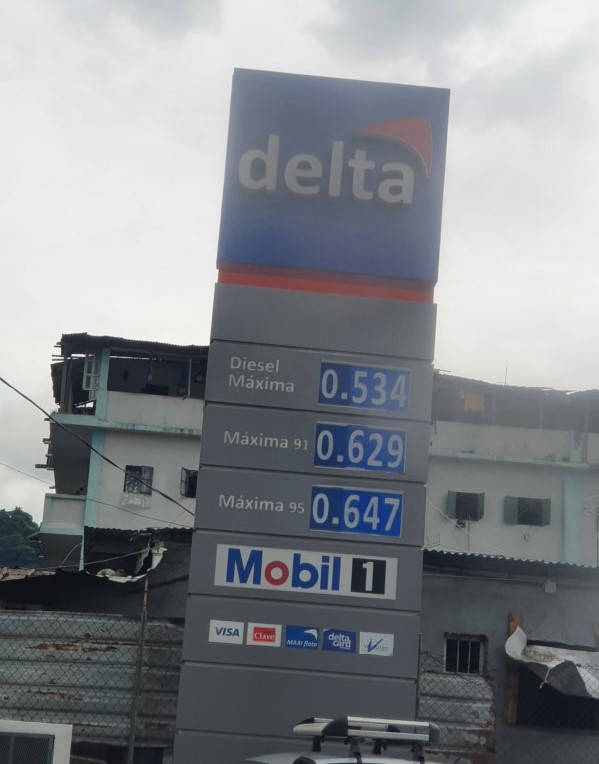 delta
Diesel
Máxima
0.534
Máxima 91
0.629
Máxima 95
0.647
Mobil 1
VISA Clave MAXI flota delta card